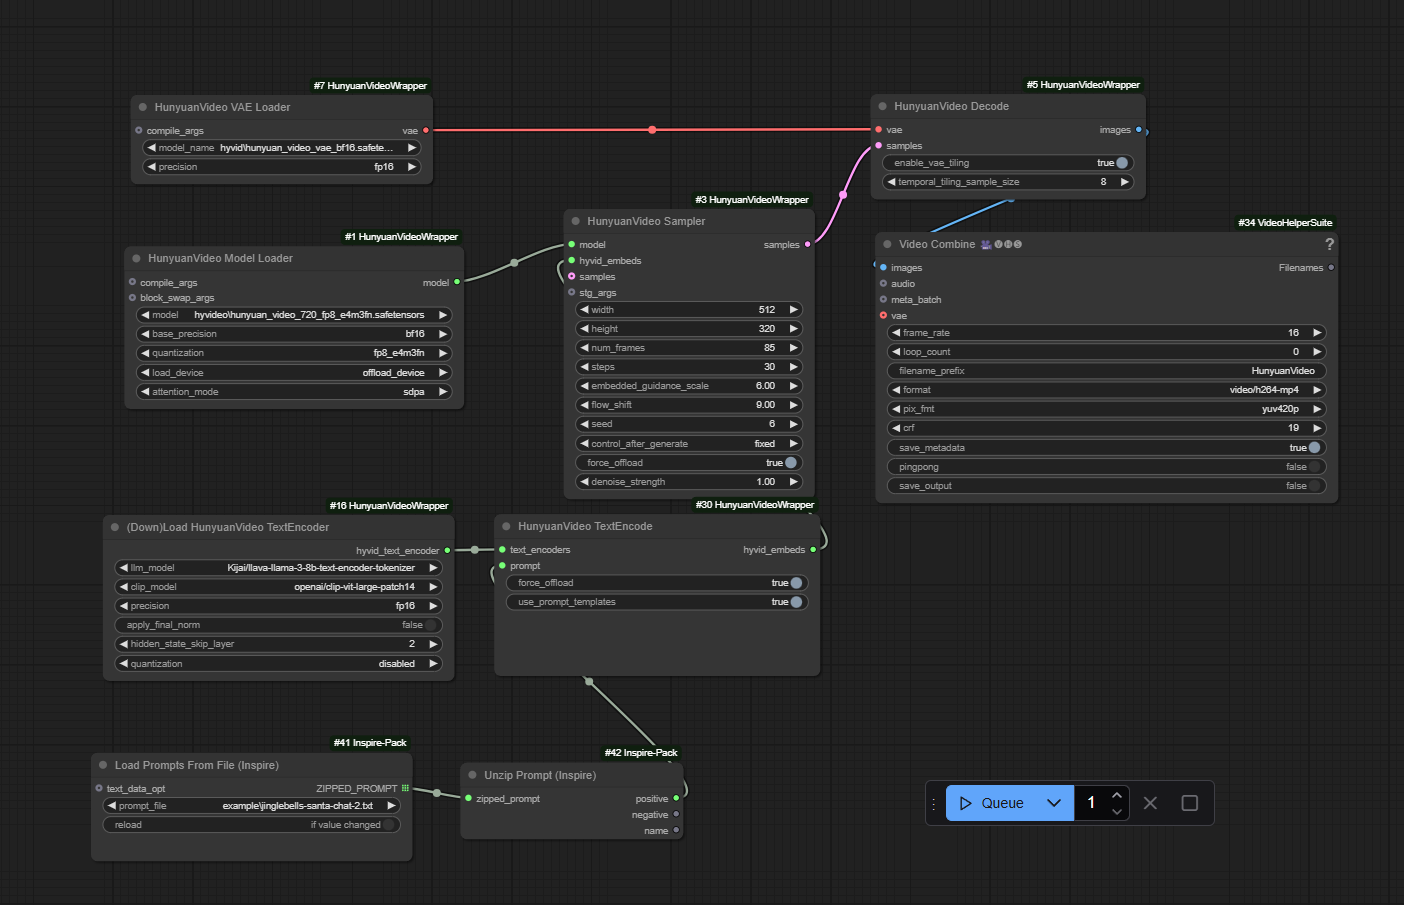 #7 HunyuanVideoWrapper
HunyuanVideo VAE Loader
compile_args vae
model_name hyvid\hunyuan_video_vae_bf16.safete...
precision fp16
#1 HunyuanVideoWrapper
HunyuanVideo Model Loader
compile_args model
block_swap_args
model hyvideo\hunyuan_video_720_fp8_e4m3fn.safetensors
base_precision bf16
quantization fp8_e4m3fn
load_device offload_device
attention_mode sdpa
#3 HunyuanVideoWrapper
HunyuanVideo Sampler
model samples
hyvid_embeds
samples
stg_args
width 512
height 320
num_frames 85
steps 30
embedded_guidance_scale 6.00
flow_shift 9.00
seed 6
control_after_generate fixed
force_offload true
denoise_strength 1.00
#5 HunyuanVideoWrapper
HunyuanVideo Decode
vae images
samples
enable_vae_tiling true
temporal_tiling_sample_size 8
#34 VideoHelperSuite
Video Combine 🎥🅥🅗🅢 ?
images Filenames
audio
meta_batch
vae
frame_rate 16
loop_count 0
filename_prefix HunyuanVideo
format video/h264-mp4
pix_fmt yuv420p
crf 19
save_metadata true
pingpong false
save_output false
#16 HunyuanVideoWrapper
(Down)Load HunyuanVideo TextEncoder
hyvid_text_encoder
llm_model Kijai/llava-llama-3-8b-text-encoder-tokenizer
clip_model openai/clip-vit-large-patch14
precision fp16
apply_final_norm false
hidden_state_skip_layer 2
quantization disabled
#30 HunyuanVideoWrapper
HunyuanVideo TextEncode
text_encoders hyvid_embeds
prompt
force_offload true
use_prompt_templates true
#41 Inspire-Pack
Load Prompts From File (Inspire)
text_data_opt ZIPPED_PROMPT
prompt_file example\jinglebells-santa-chat-2.txt
reload if value changed
#42 Inspire-Pack
Unzip Prompt (Inspire)
zipped_prompt positive
negative
name
Queue 1